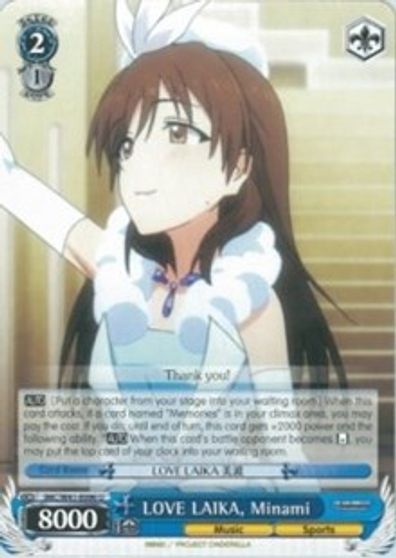 2
1
Thank you!
AUTO [Put a character from your stage into your waiting room] When this
card attacks, if a card named "Memories" is in your climax area, you may
pay the cost. If you do, until end of turn, this card gets +2000 power and the
following ability. "AUTO When this card's battle opponent becomes [ ], you
may put the top card of your clock into your waiting room."
Card Name LOVE LAIKA 美波
8000
LOVE LAIKA, Minami
Music Sports
PROJECT CINDERELLA